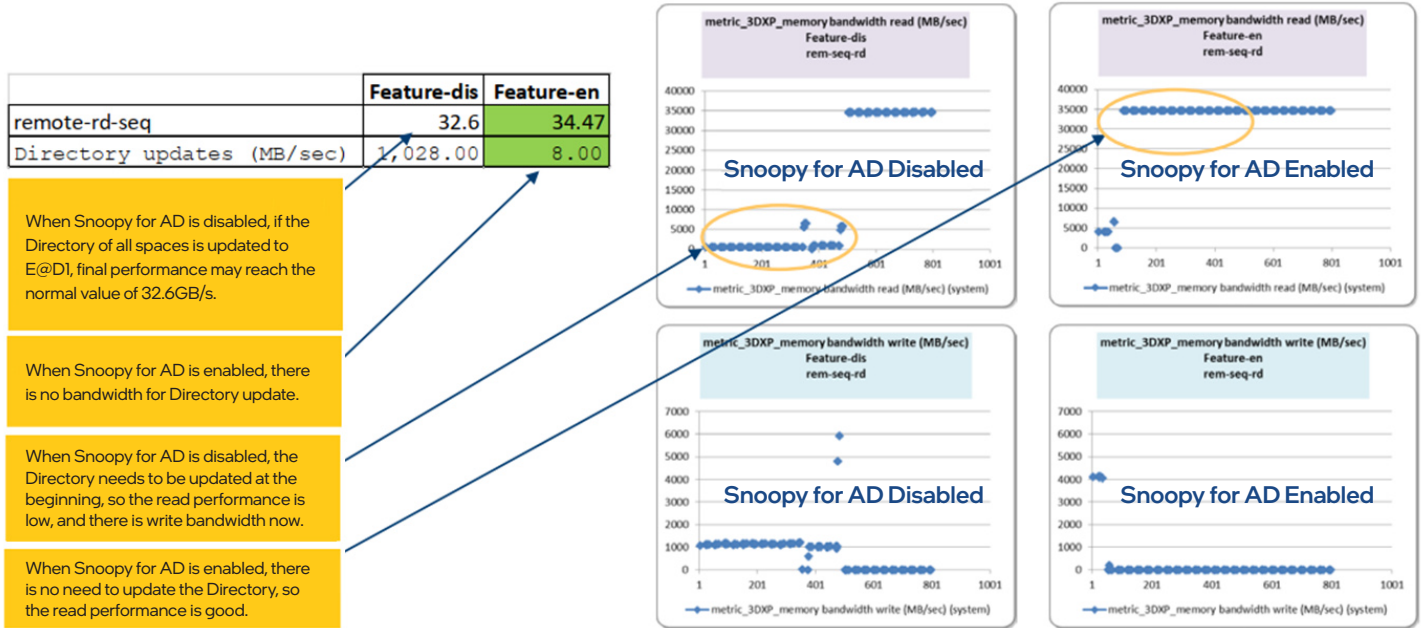 Feature-dis Feature-en
remote-rd-seq 32.6 34.47
Directory updates (MB/sec) 1,028.00 8.00
When Snoopy for AD is disabled, if the
Directory of all spaces is updated to
E@D1, final performance may reach the
normal value of 32.6GB/s.
When Snoopy for AD is enabled, there
is no bandwidth for Directory update.
When Snoopy for AD is disabled, the
Directory needs to be updated at the
beginning, so the read performance is
low, and there is write bandwidth now.
When Snoopy for AD is enabled, there
is no need to update the Directory, so
the read performance is good.
metric_3DXP_memory bandwidth read (MB/sec)
Feature-dis
rem-seq-rd
40000
35000
30000
25000
20000
15000
10000
5000
0
Snoopy for AD Disabled
1 201 401 601 801 1001
metric_3DXP_memory bandwidth read (MB/sec) (system)
metric_3DXP_memory bandwidth read (MB/sec)
Feature-en
rem-seq-rd
40000
35000
30000
25000
20000
15000
10000
5000
0
Snoopy for AD Enabled
1 201 401 601 801 1001
metric_3DXP_memory bandwidth read (MB/sec) (system)
metric_3DXP_memory bandwidth write (MB/sec)
Feature-dis
rem-seq-rd
7000
6000
5000
4000
3000
2000
1000
0
Snoopy for AD Disabled
1 201 401 601 801 1001
metric_3DXP_memory bandwidth write (MB/sec) (system)
metric_3DXP_memory bandwidth write (MB/sec)
Feature-en
rem-seq-rd
7000
6000
5000
4000
3000
2000
1000
0
Snoopy for AD Enabled
1 201 401 601 801 1001
metric_3DXP_memory bandwidth write (MB/sec) (system)